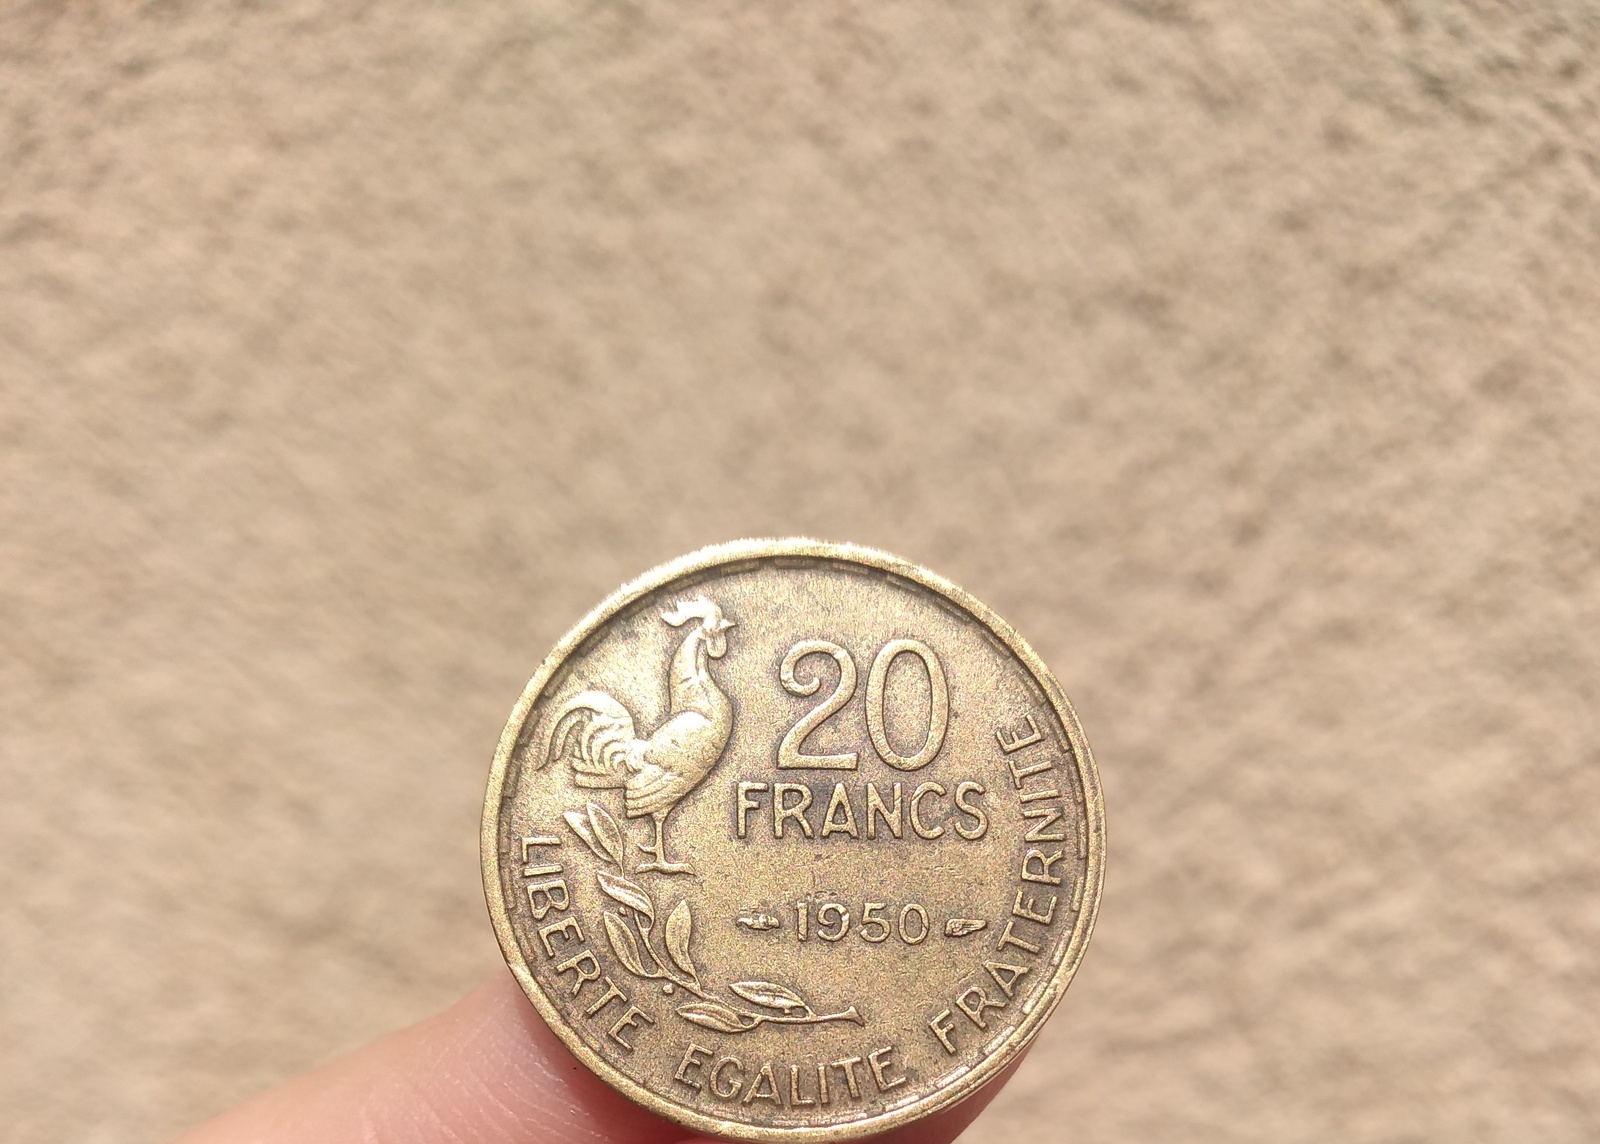 20
FRANCS
1950
LIBERTE EGALITE FRATERNITE